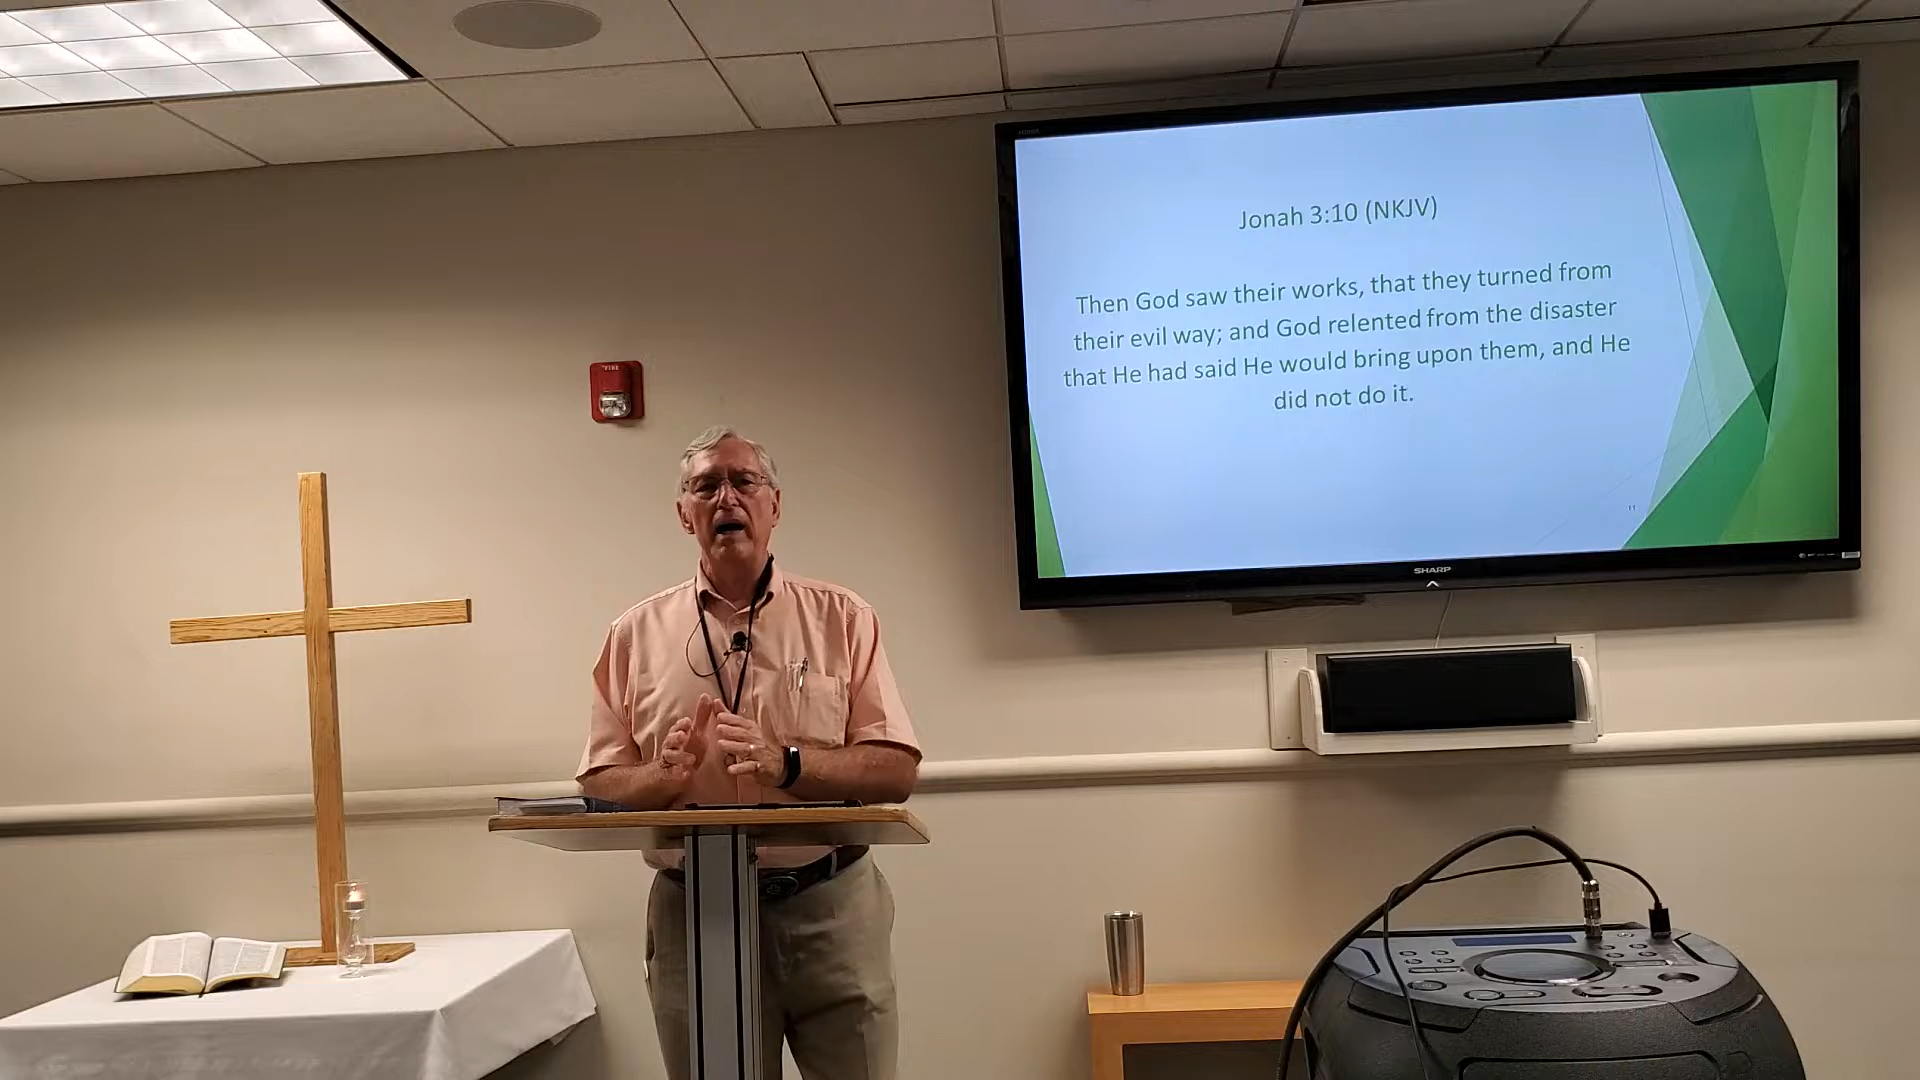 FIRE
Jonah 3:10 (NKJV)
Then God saw their works, that they turned from
their evil way; and God relented from the disaster
that He had said He would bring upon them, and He
did not do it.
11
SHARP